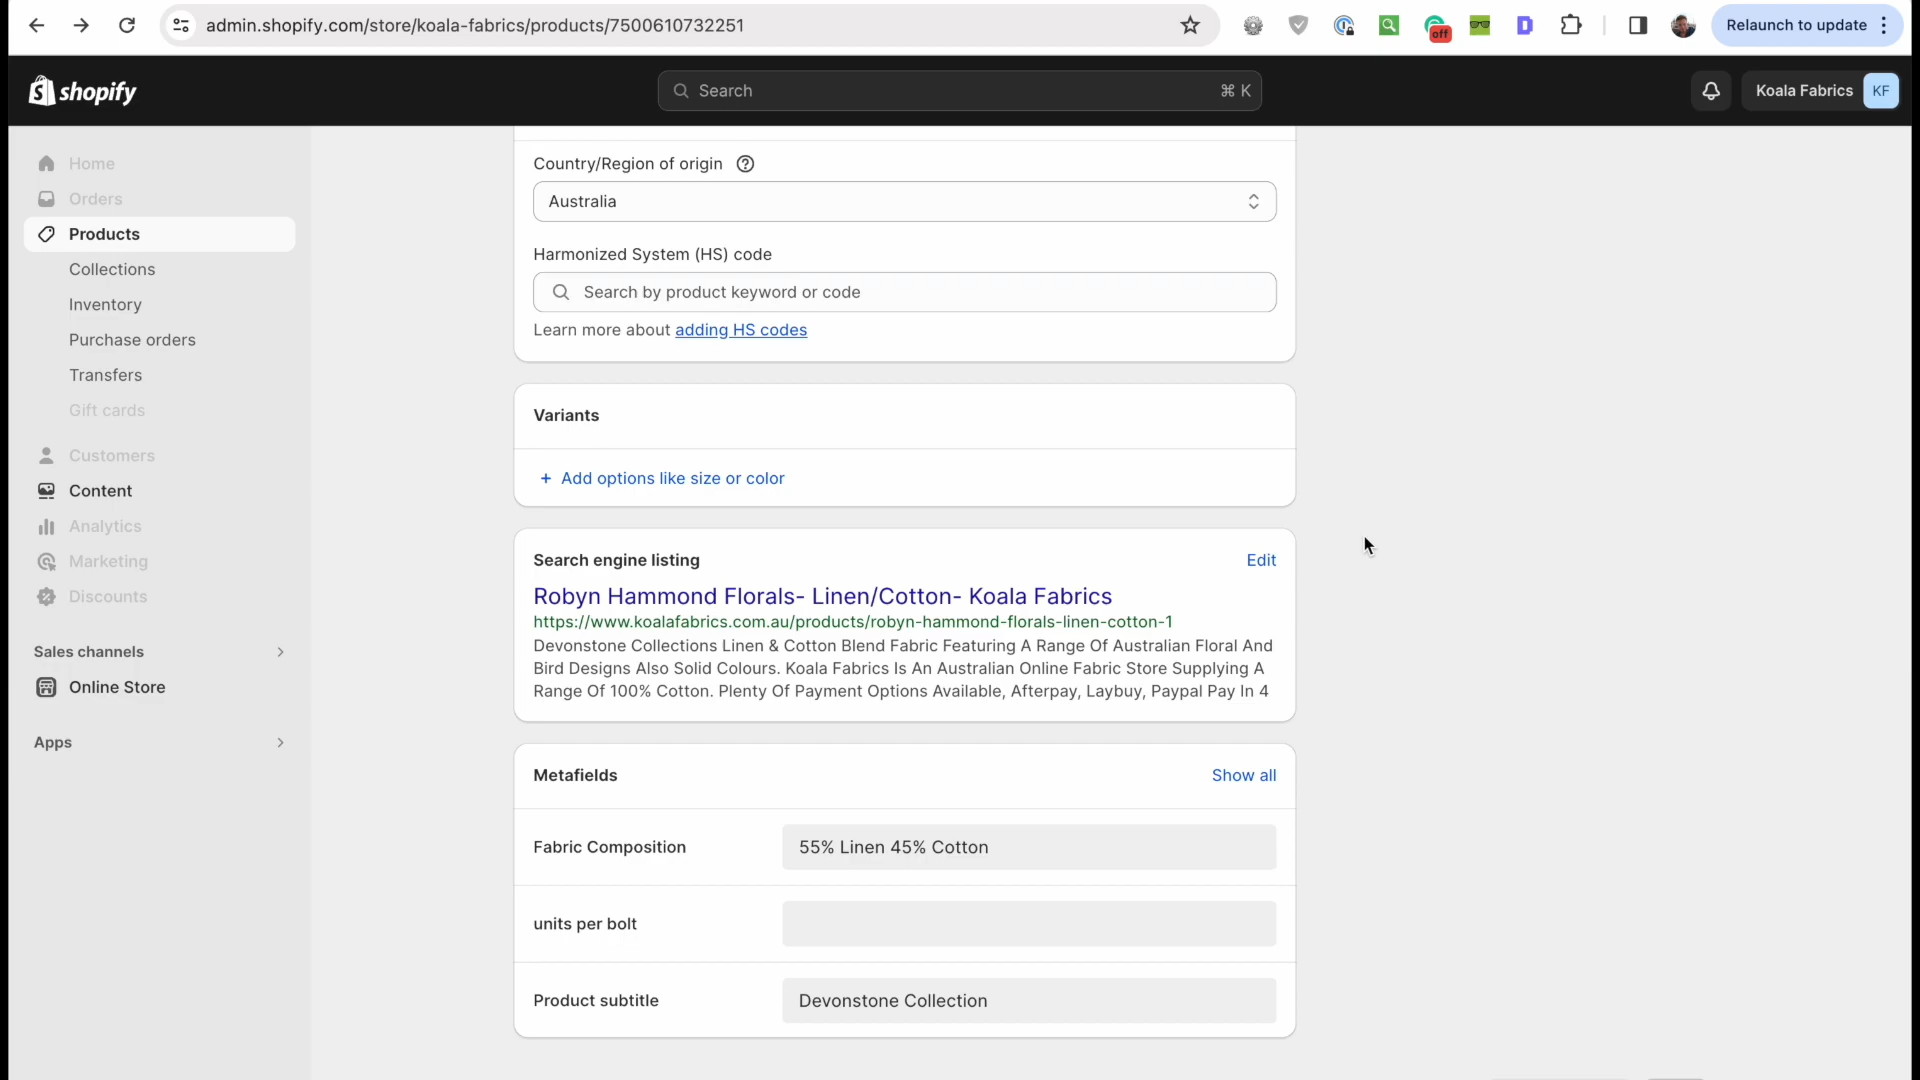 admin.shopify.com/store/koala-fabrics/products/7500610732251
off
Relaunch to update
shopify
Search
⌘ K
Koala Fabrics
KF
Home
Orders
Products
Collections
Inventory
Purchase orders
Transfers
Gift cards
Customers
Content
Analytics
Marketing
Discounts
Sales channels
Online Store
Apps
Country/Region of origin
Australia
Harmonized System (HS) code
Search by product keyword or code
Learn more about adding HS codes
Variants
+ Add options like size or color
Search engine listing
Edit
Robyn Hammond Florals- Linen/Cotton- Koala Fabrics
https://www.koalafabrics.com.au/products/robyn-hammond-florals-linen-cotton-1
Devonstone Collections Linen & Cotton Blend Fabric Featuring A Range Of Australian Floral And
Bird Designs Also Solid Colours. Koala Fabrics Is An Australian Online Fabric Store Supplying A
Range Of 100% Cotton. Plenty Of Payment Options Available, Afterpay, Laybuy, Paypal Pay In 4
Metafields
Show all
Fabric Composition
55% Linen 45% Cotton
units per bolt
Product subtitle
Devonstone Collection